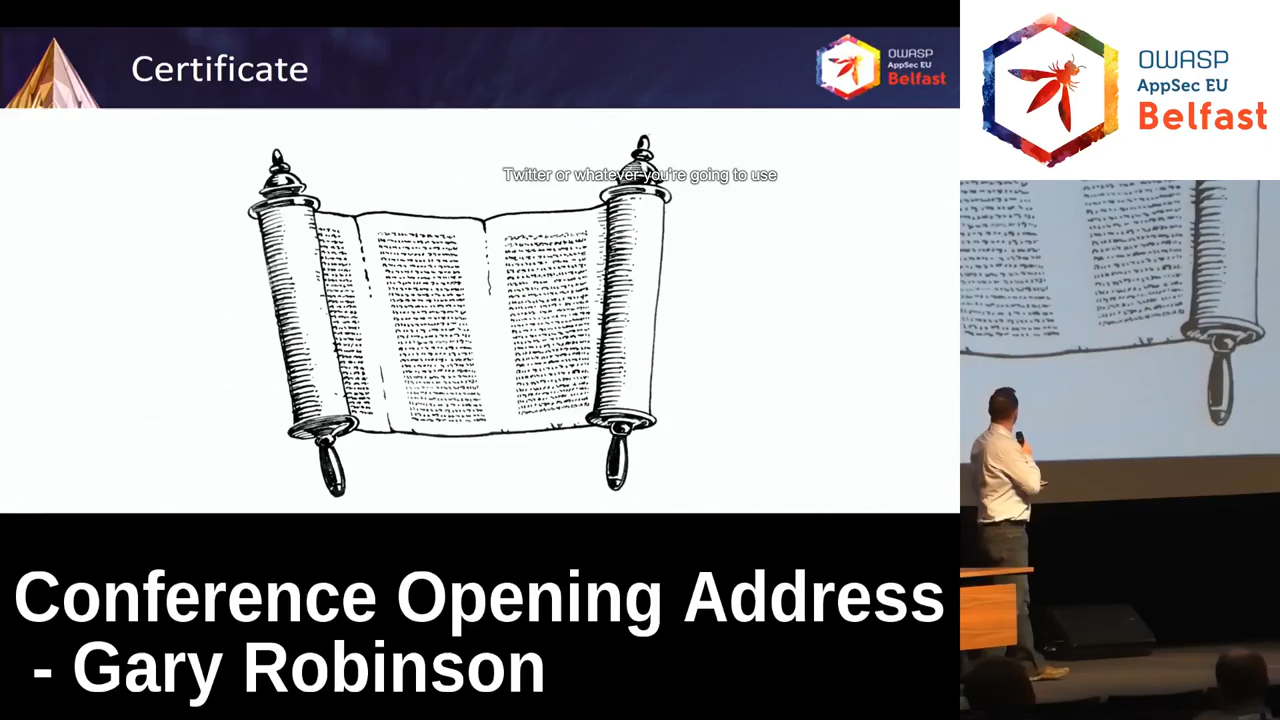 Certificate
OWASP
AppSec EU
Belfast
OWASP
AppSec EU
Belfast
Twitter or whatever you're going to use
Conference Opening Address
- Gary Robinson